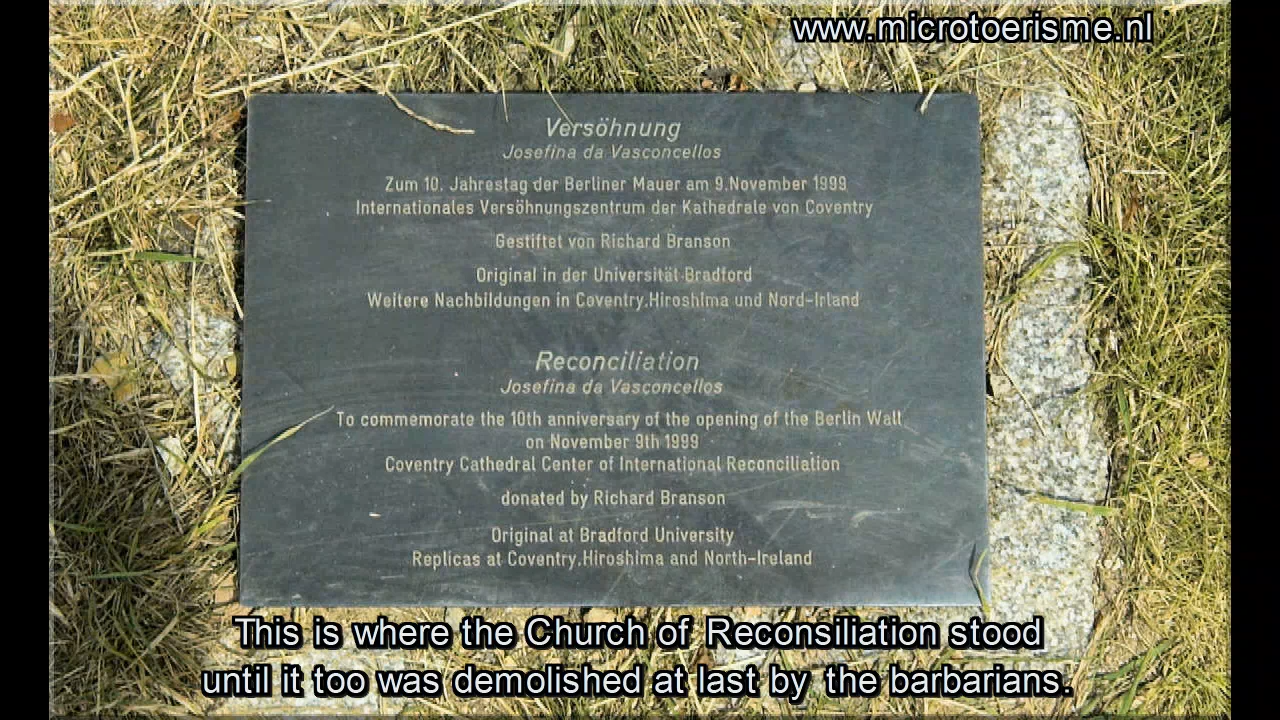 www.microtoerisme.nl
Versöhnung
Josefina da Vasconcellos
Zum 10. Jahrestag der Berliner Mauer am 9.November 1999
Internationales Versöhnungszentrum der Kathedrale von Coventry
Gestiftet von Richard Branson
Original in der Universität Bradford
Weitere Nachbildungen in Coventry,Hiroshima und Nord-Irland
Reconciliation
Josefina da Vasconcellos
To commemorate the 10th anniversary of the opening of the Berlin Wall
on November 9th 1999
Coventry Cathedral Center of International Reconciliation
donated by Richard Branson
Original at Bradford University
Replicas at Coventry,Hiroshima and North-Ireland
This is where the Church of Reconsiliation stood
until it too was demolished at last by the barbarians.